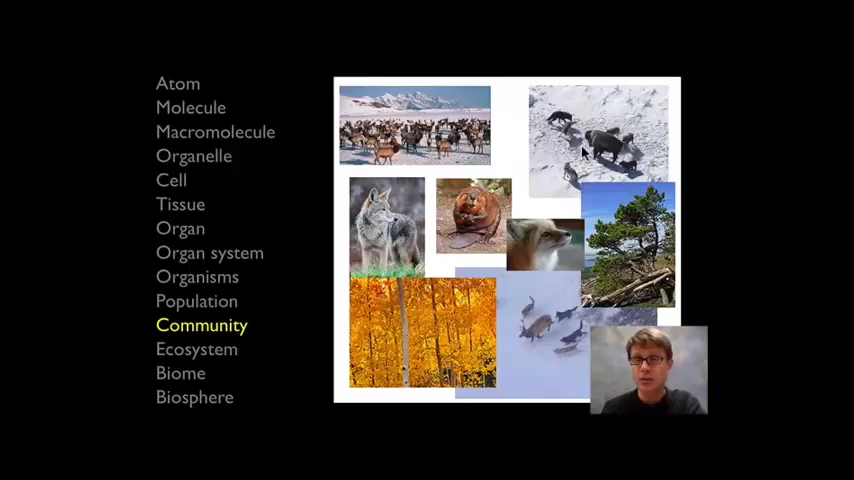 Atom
Molecule
Macromolecule
Organelle
Cell
Tissue
Organ
Organ system
Organisms
Population
Community
Ecosystem
Biome
Biosphere